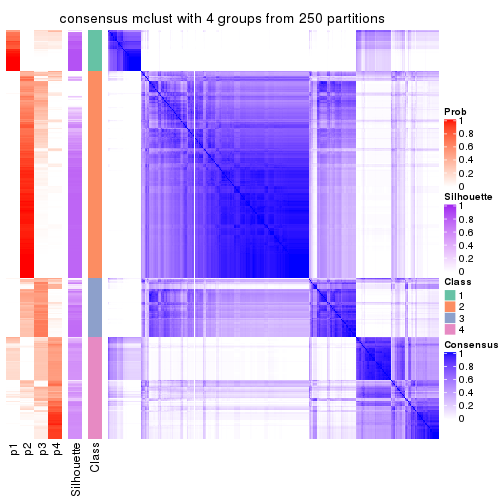 consensus mclust with 4 groups from 250 partitions
Prob
1
0.8
0.6
0.4
0.2
0
Silhouette
1
0.8
0.6
0.4
0.2
0
Class
1
2
3
4
Consensus
1
0.8
0.6
0.4
0.2
0
p1
p2
p3
p4
Silhouette
Class